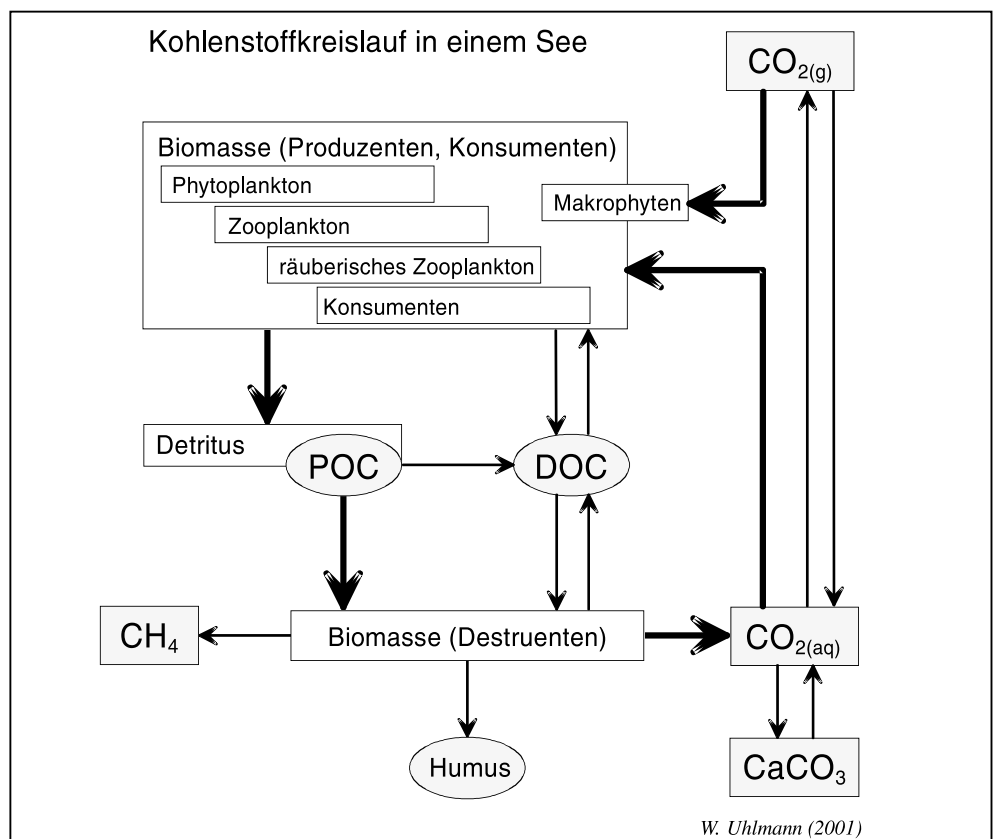 Kohlenstoffkreislauf in einem See
CO2(g)
Biomasse (Produzenten, Konsumenten)
Phytoplankton
Makrophyten
Zooplankton
räuberisches Zooplankton
Konsumenten
Detritus
POC
DOC
CH4
Biomasse (Destruenten)
CO2(aq)
Humus
CaCO3
W. Uhlmann (2001)